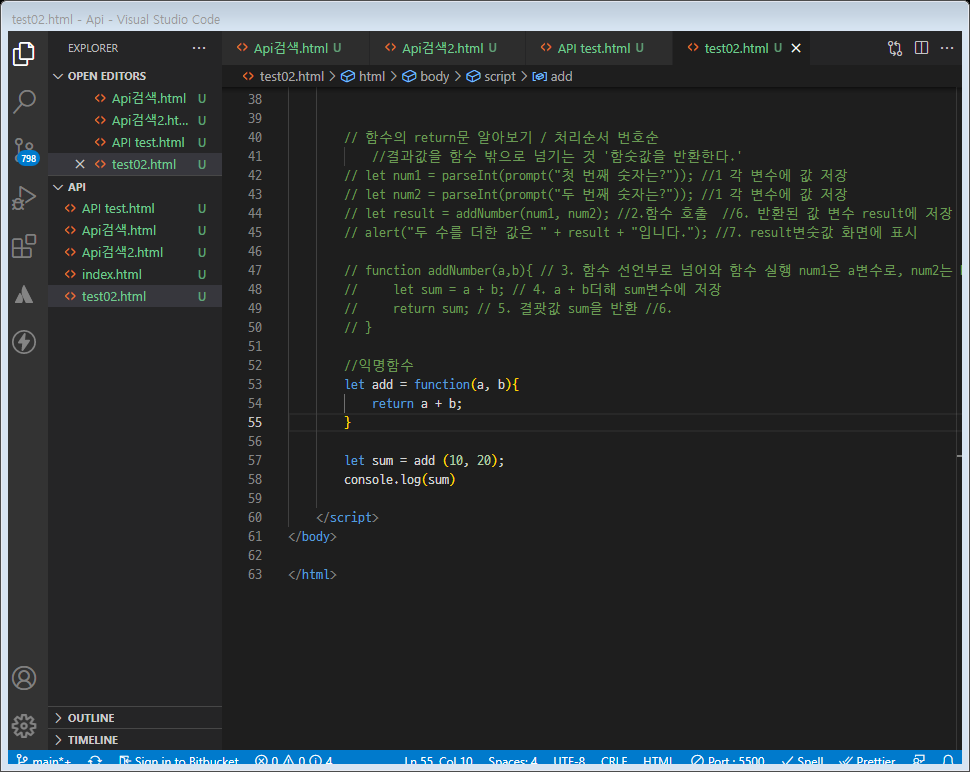 test02.html - Api - Visual Studio Code
EXPLORER
Api검색.html U
Api검색2.html U
API test.html U
test02.html U
test02.html > html > body > script > add
OPEN EDITORS
Api검색.html U
Api검색2.ht... U
API test.html U
test02.html U
798
API
API test.html U
Api검색.html U
Api검색2.html U
index.html U
test02.html U
OUTLINE
TIMELINE
38
39
40 // 함수의 return문 알아보기 / 처리순서 번호순
41 //결과값을 함수 밖으로 넘기는 것 '함숫값을 반환한다.'
42 // let num1 = parseInt(prompt("첫 번째 숫자는?")); //1 각 변수에 값 저장
43 // let num2 = parseInt(prompt("두 번째 숫자는?")); //1 각 변수에 값 저장
44 // let result = addNumber(num1, num2); //2.함수 호출  //6. 반환된 값 변수 result에 저장
45 // alert("두 수를 더한 값은 " + result + "입니다."); //7. result변숫값 화면에 표시
46
47 // function addNumber(a,b){ // 3. 함수 선언부로 넘어와 함수 실행 num1은 a변수로, num2는
48 //     let sum = a + b; // 4. a + b더해 sum변수에 저장
49 //     return sum; // 5. 결괏값 sum을 반환 //6.
50 // }
51
52 //익명함수
53 let add = function(a, b){
54 return a + b;
55 }
56
57 let sum = add (10, 20);
58 console.log(sum)
59
60 </script>
61 </body>
62
63 </html>
main*+ Sign in to Bitbucket 0 0 4 Ln 55, Col 10 Spaces: 4 UTF-8 CRLF HTML Port : 5500 Spell Prettier